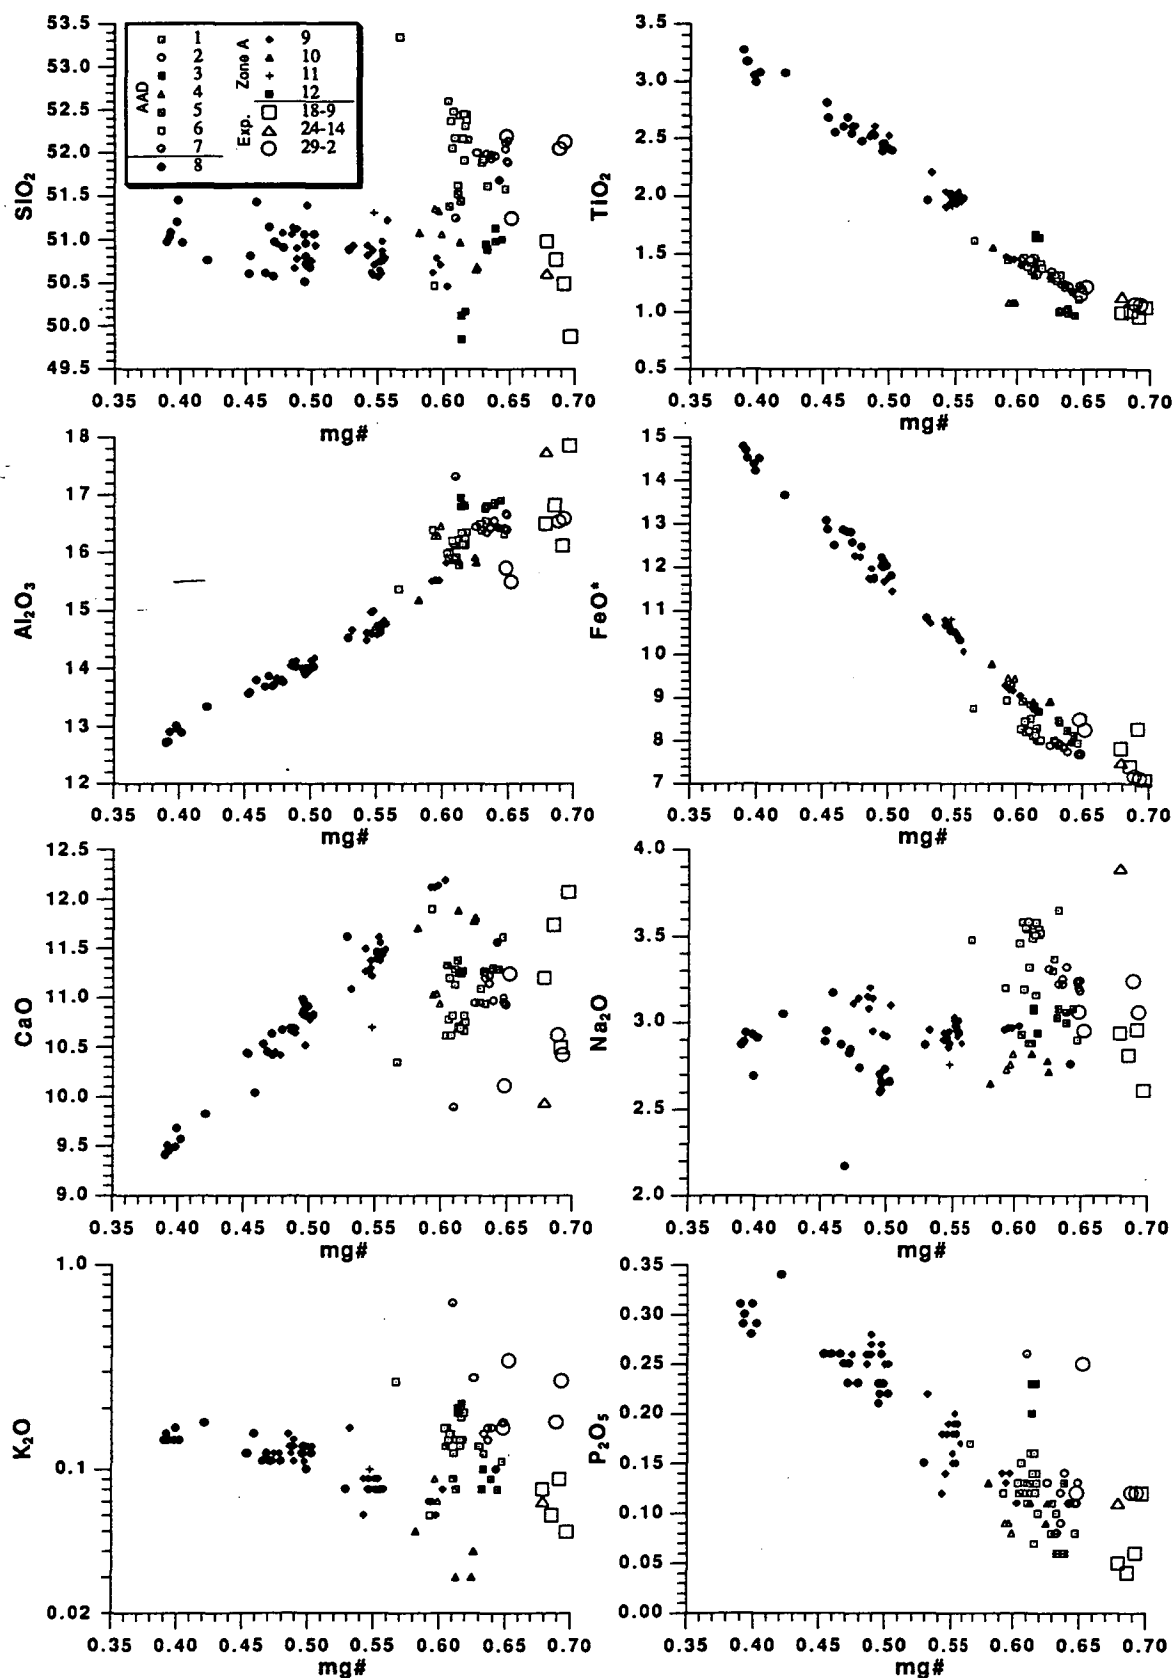 SiO2
53.5
53.0
52.5
52.0
51.5
51.0
50.5
50.0
49.5
AAD
1
2
3
4
5
6
7
8
Zone A
9
10
11
12
Exp.
18-9
24-14
29-2
0.35 0.40 0.45 0.50 0.55 0.60 0.65 0.70
mg#
TiO2
3.5
3.0
2.5
2.0
1.5
1.0
0.5
0.35 0.40 0.45 0.50 0.55 0.60 0.65 0.70
mg#
Al2O3
18
17
16
15
14
13
12
0.35 0.40 0.45 0.50 0.55 0.60 0.65 0.70
mg#
FeO*
15
14
13
12
11
10
9
8
7
0.35 0.40 0.45 0.50 0.55 0.60 0.65 0.70
mg#
CaO
12.5
12.0
11.5
11.0
10.5
10.0
9.5
9.0
0.35 0.40 0.45 0.50 0.55 0.60 0.65 0.70
mg#
Na2O
4.0
3.5
3.0
2.5
2.0
0.35 0.40 0.45 0.50 0.55 0.60 0.65 0.70
mg#
K2O
1.0
0.1
0.02
0.35 0.40 0.45 0.50 0.55 0.60 0.65 0.70
mg#
P2O5
0.35
0.30
0.25
0.20
0.15
0.10
0.05
0.00
0.35 0.40 0.45 0.50 0.55 0.60 0.65 0.70
mg#